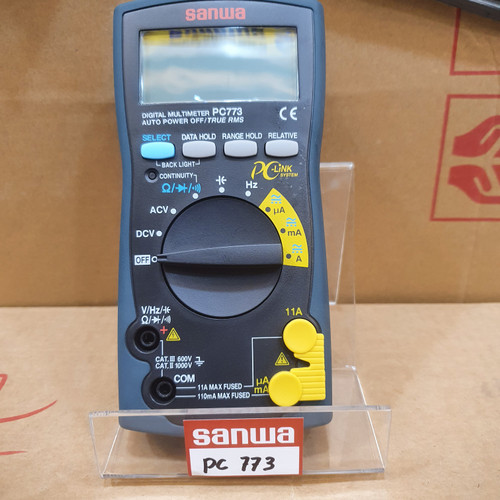 sanwa
DIGITAL MULTIMETER PC773
AUTO POWER OFF/TRUE RMS
CE
SELECT DATA HOLD RANGE HOLD RELATIVE
BACK LIGHT
PC-LiNK
SYSTEM
CONTINUITY
Ω/
Hz
μA
ACV
mA
DCV
A
OFF
11A
V/Hz/
Ω/
+
CAT.III 600V
CAT.II 1000V
COM
11A MAX FUSED
110mA MAX FUSED
μA
mA
sanwa
PC 773